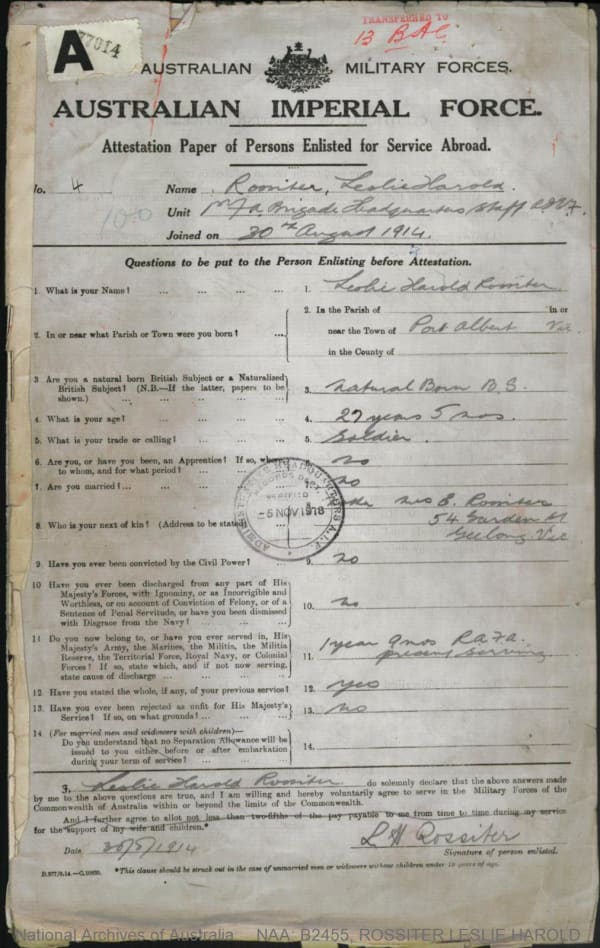 A 77914
TRANSFERRED TO
13 BAC
AUSTRALIAN MILITARY FORCES.
AUSTRALIAN IMPERIAL FORCE.
Attestation Paper of Persons Enlisted for Service Abroad.
No. 4 Name Rossiter, Leslie Harold.
100 Unit Brigade Headquarters Staff
Joined on 20th August 1914.
Questions to be put to the Person Enlisting before Attestation.
1. What is your Name? ... ... ... ... 1. Leslie Harold Rossiter
2. In or near what Parish or Town were you born? ... 2. In the Parish of in or
near the Town of Port Albert Vic
in the County of
3 Are you a natural born British Subject or a Naturalized
British Subject? (N.B.—If the latter, papers to be
shown.) ... ... ... ... ... 3. Natural Born B.S.
4. What is your age? ... ... ... ... 4. 27 years 5 mos.
5. What is your trade or calling? ... ... ... 5. Soldier.
6. Are you, or have you been, an Apprentice? If so, where,
to whom, and for what period? ... ... 6. no
7. Are you married? ... ... ... ... 7. no
8. Who is your next of kin? (Address to be stated) ... 8. Mrs E. Rossiter
54 Garden St
Geelong. Vic
ADMINISTRATIVE HEADQUARTERS A.I.F.
RECORDS DEPT.
VERIFIED
-5 NOV 1918
9. Have you ever been convicted by the Civil Power? ... 9. no
10 Have you ever been discharged from any part of His
Majesty's Forces, with Ignominy, or as Incorrigible and
Worthless, or on account of Conviction of Felony, or of a
Sentence of Penal Servitude, or have you been dismissed
with Disgrace from the Navy? ... ... ... 10. no
11 Do you now belong to, or have you ever served in, His
Majesty's Army, the Marines, the Militia, the Militia
Reserve, the Territorial Force, Royal Navy, or Colonial
Forces? If so, state which, and if not now serving,
state cause of discharge ... ... ... 11. 1 year 9 mos R.A.F.A.
present serving
12. Have you stated the whole, if any, of your previous service? 12. yes
13. Have you ever been rejected as unfit for His Majesty's
Service? If so, on what grounds? ... ... 13. no
14 (For married men and widowers with children)—
Do you understand that no Separation Allowance will be
issued to you either before or after embarkation
during your term of service? ... ... ... 14.
I, Leslie Harold Rossiter do solemnly declare that the above answers made
by me to the above questions are true, and I am willing and hereby voluntarily agree to serve in the Military Forces of the
Commonwealth of Australia within or beyond the limits of the Commonwealth.
And I further agree to allot not less than two-fifths of the pay payable to me from time to time during my service
for the support of my wife and children.*
Date 20/8/1914 L H Rossiter
Signature of person enlisted.
D.577/8.14.—C.10930. *This clause should be struck out in the case of unmarried men or widowers without children under 18 years of age.
National Archives of Australia NAA: B2455, ROSSITER LESLIE HAROLD